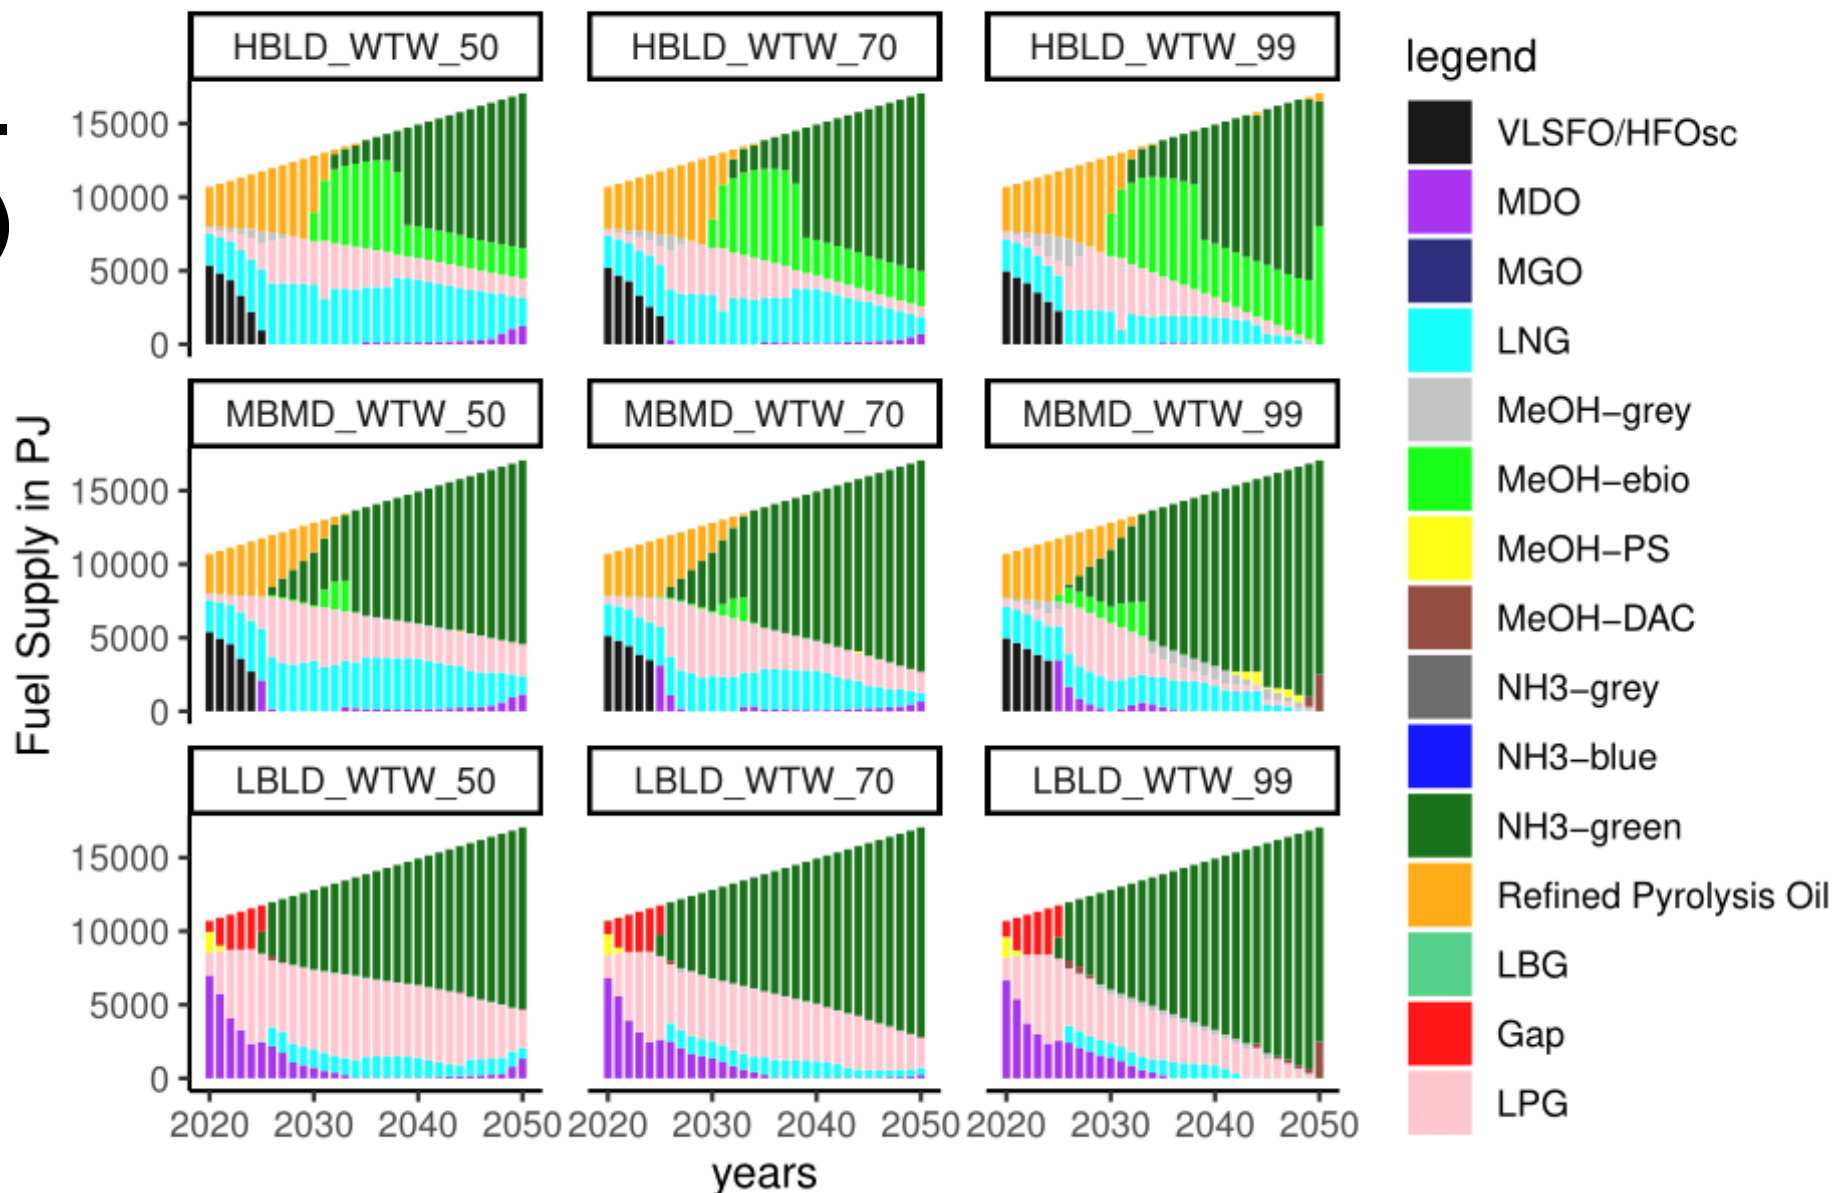 HBLD_WTW_50
HBLD_WTW_70
HBLD_WTW_99
legend
15000
10000
5000
0
MBMD_WTW_50
MBMD_WTW_70
MBMD_WTW_99
15000
10000
5000
0
LBLD_WTW_50
LBLD_WTW_70
LBLD_WTW_99
15000
10000
5000
0
Fuel Supply in PJ
2020 2030 2040 2050
2020 2030 2040 2050
2020 2030 2040 2050
years
VLSFO/HFOsc
MDO
MGO
LNG
MeOH−grey
MeOH−ebio
MeOH−PS
MeOH−DAC
NH3−grey
NH3−blue
NH3−green
Refined Pyrolysis Oil
LBG
Gap
LPG